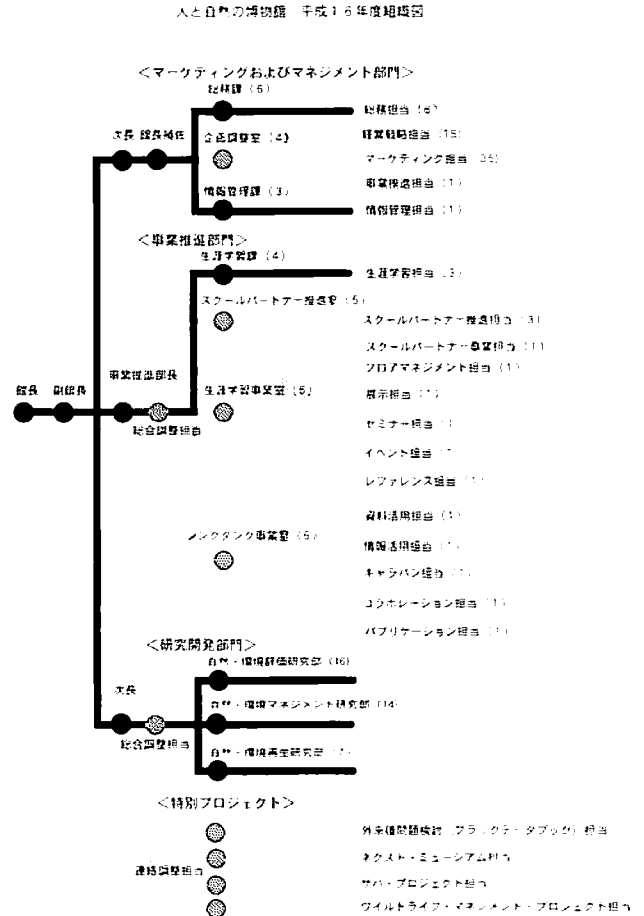 人と自然の博物館 平成16年度組織図
＜マーケティングおよびマネジメント部門＞
総務課（6）
総務担当（6）
次長 館長補佐
企画調整室（4）
経営戦略担当（15）
マーケティング担当
事業推進担当（1）
情報管理課（3）
情報管理担当（1）
＜事業推進部門＞
生涯学習課（4）
生涯学習担当（3）
スクールパートナー推進室（5）
スクールパートナー推進担当（3）
スクールパートナー事業担当（1）
フロアマネジメント担当（1）
館長 副館長
事業推進部長
生涯学習事業室（5）
展示担当
総合調整担当
セミナー担当
イベント担当
レファレンス担当
資料活用担当（1）
シンクタンク事業室（6）
情報活用担当
キャラバン担当
コラボレーション担当（1）
パブリケーション担当（1）
＜研究開発部門＞
自然・環境評価研究部（16）
次長
自然・環境マネジメント研究部（14）
総合調整担当
自然・環境再生研究部（7）
＜特別プロジェクト＞
外来種問題検討（ブラックデータブック）担当
連絡調整担当
ネクスト・ミュージアム担当
サバ・プロジェクト担当
ワイルドライフ・マネジメント・プロジェクト担当